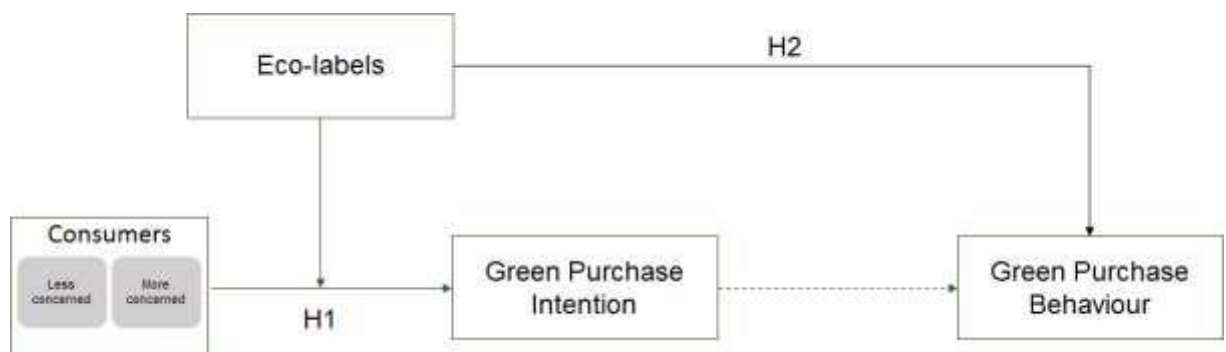 Eco-labels
H2
Consumers
Less
concerned
More
concerned
H1
Green Purchase
Intention
Green Purchase
Behaviour